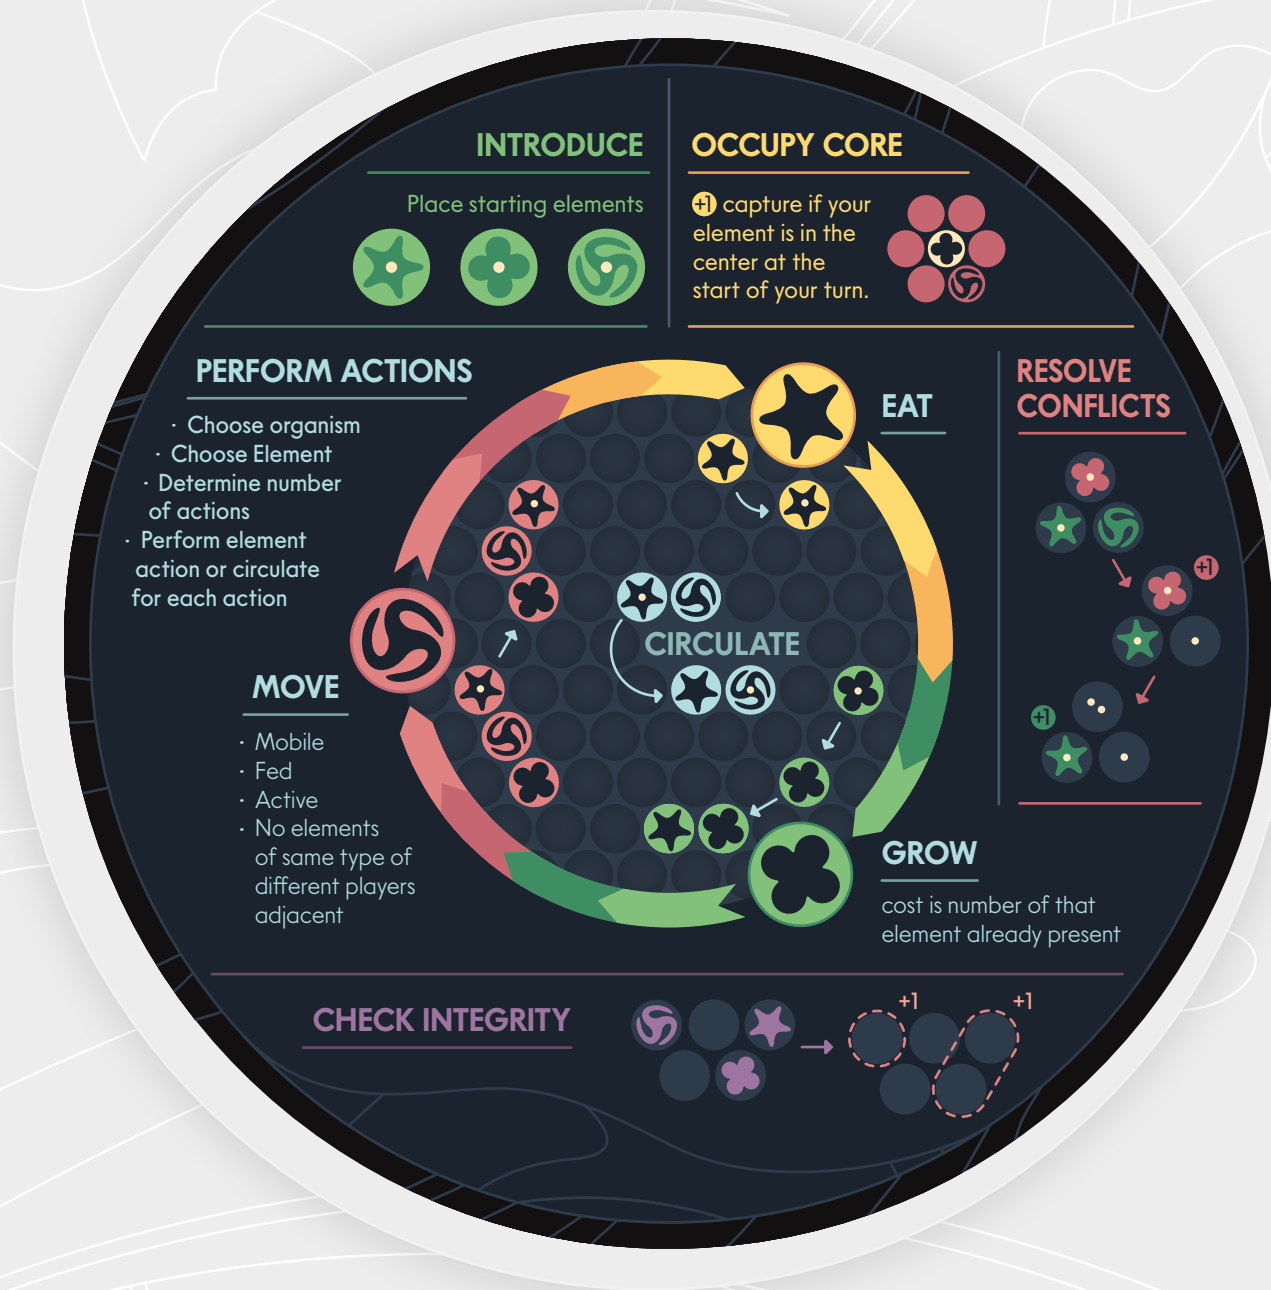 INTRODUCE
Place starting elements
OCCUPY CORE
+1 capture if your
element is in the
center at the
start of your turn.
PERFORM ACTIONS
· Choose organism
· Choose Element
· Determine number
of actions
· Perform element
action or circulate
for each action
EAT
RESOLVE
CONFLICTS
+1
+1
CIRCULATE
MOVE
· Mobile
· Fed
· Active
· No elements
of same type of
different players
adjacent
GROW
cost is number of that
element already present
CHECK INTEGRITY
+1
+1